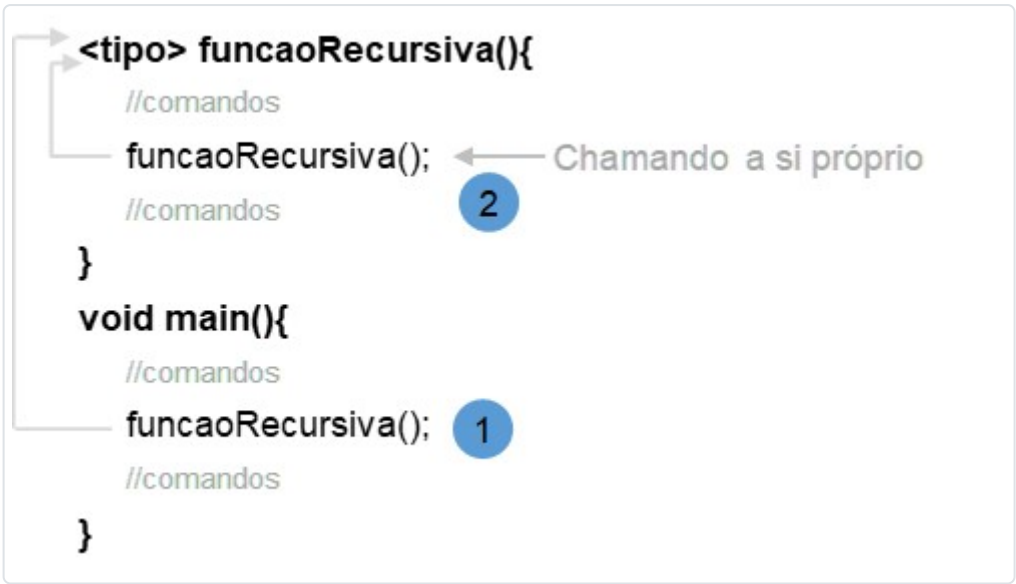 <tipo> funcaoRecursiva(){
//comandos
funcaoRecursiva(); Chamando a si próprio
2
//comandos
}
void main(){
//comandos
funcaoRecursiva(); 1
//comandos
}